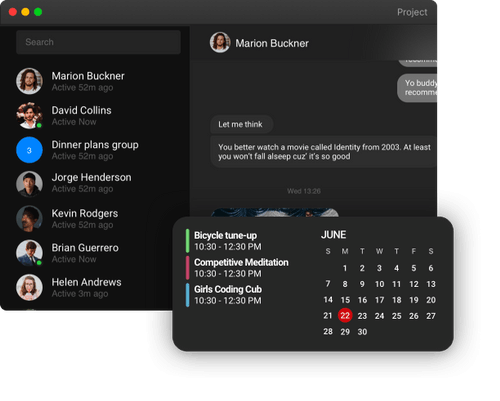 Project
Search
Marion Buckner
Active 52m ago
David Collins
Active Now
3
Dinner plans group
Active 52m ago
Jorge Henderson
Active 52m ago
Kevin Rodgers
Active 52m ago
Brian Guerrero
Active Now
Helen Andrews
Active 3m ago
Marion Buckner
Yo buddy
recomme
Let me think
You better watch a movie called Identity from 2003. At least
you won't fall alseep cuz' it's so good
Wed 13:26
Bicycle tune-up
10:30 - 12:30 PM
Competitive Meditation
10:30 - 12:30 PM
Girls Coding Cub
10:30 - 12:30 PM
JUNE
S M T W T F S
1 2 3 4 5 6
7 8 9 10 11 12 13
14 15 16 17 18 19 20
21 22 23 24 25 26 27
28 29 30